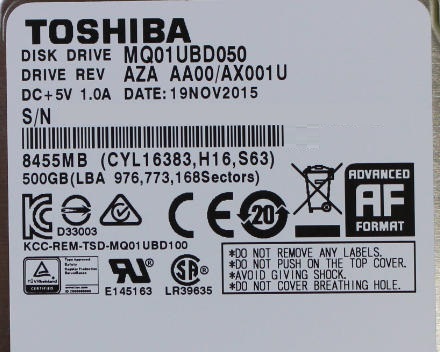 TOSHIBA
DISK DRIVE MQ01UBD050
DRIVE REV AZA AA00/AX001U
DC+5V 1.0A DATE: 19NOV2015
S/N
8455MB (CYL16383,H16,S63)
500GB(LBA 976,773,168Sectors)
D33003
20
ADVANCED
AF
FORMAT
KCC-REM-TSD-MQ01UBD100
TÜVRheinland
CERTIFIED
E145163
LR39635
*DO NOT REMOVE ANY LABELS.
*DO NOT PUSH ON THE TOP COVER.
*AVOID GIVING SHOCK.
*DO NOT COVER BREATHING HOLE.